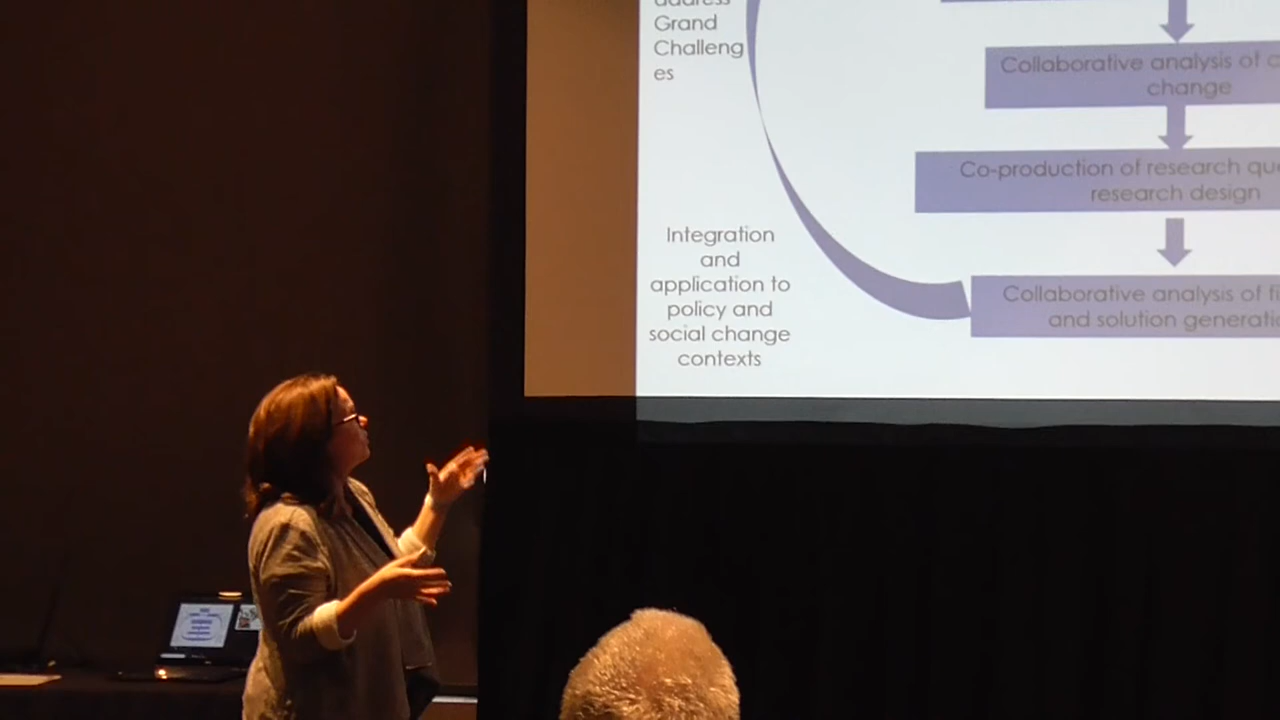 address
Grand
Challeng
es
Collaborative analysis of
change
Co-production of research
research design
Integration
and
application to
policy and
social change
contexts
Collaborative analysis of
and solution